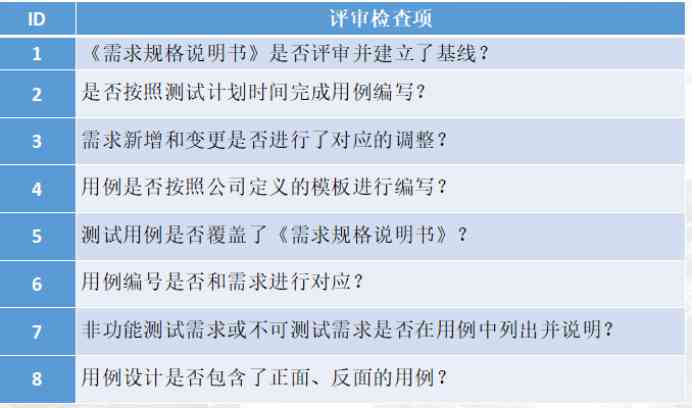 ID 评审检查项
1 《需求规格说明书》是否评审并建立了基线？
2 是否按照测试计划时间完成用例编写？
3 需求新增和变更是否进行了对应的调整？
4 用例是否按照公司定义的模板进行编写？
5 测试用例是否覆盖了《需求规格说明书》？
6 用例编号是否和需求进行对应？
7 非功能测试需求或不可测试需求是否在用例中列出并说明？
8 用例设计是否包含了正面、反面的用例？